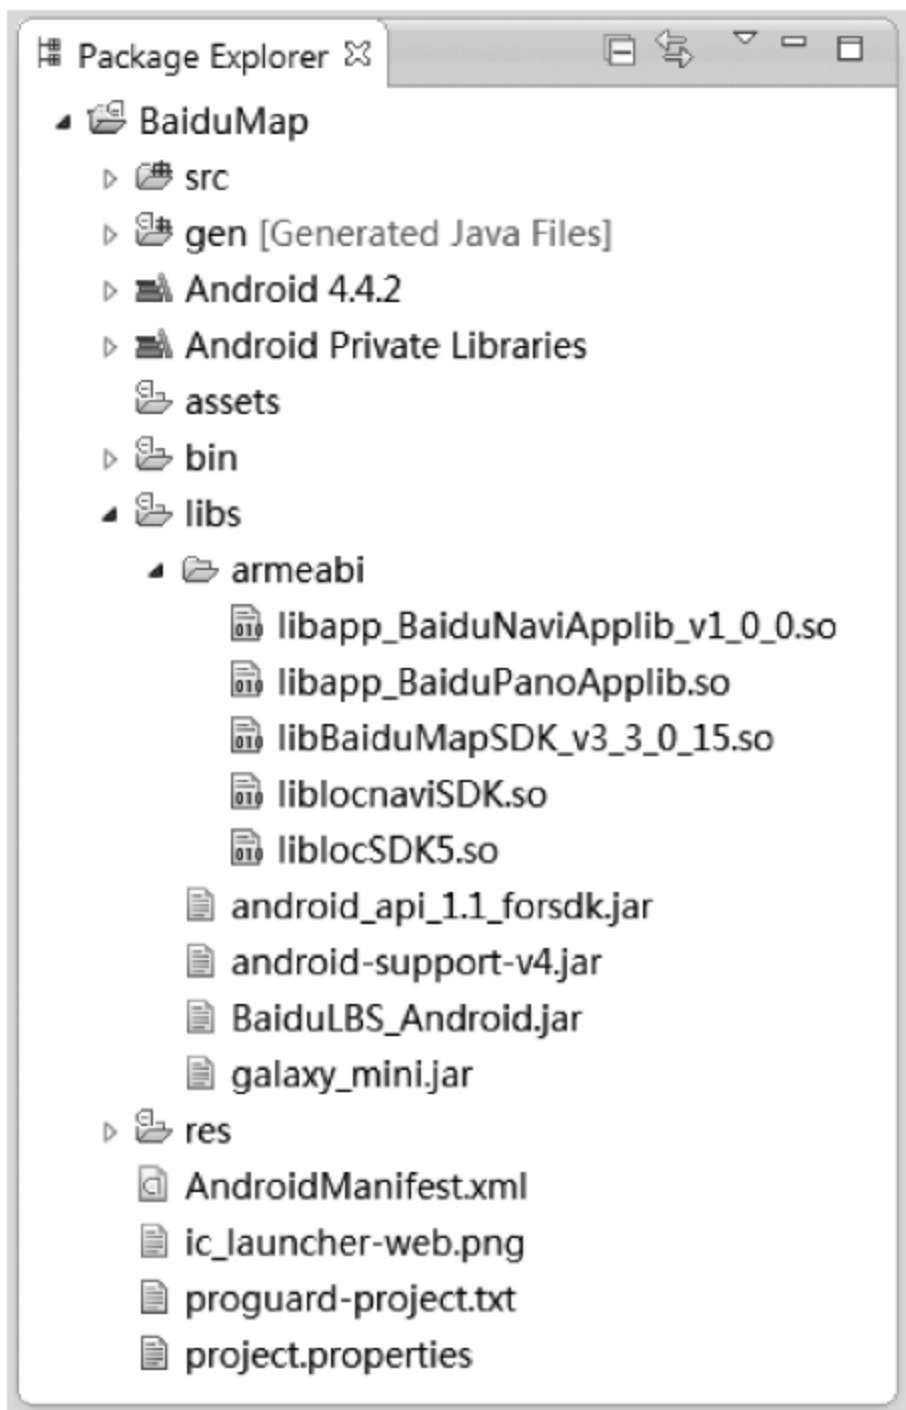 Package Explorer
BaiduMap
src
gen [Generated Java Files]
Android 4.4.2
Android Private Libraries
assets
bin
libs
armeabi
libapp_BaiduNaviApplib_v1_0_0.so
libapp_BaiduPanoApplib.so
libBaiduMapSDK_v3_3_0_15.so
liblocnaviSDK.so
liblocSDK5.so
android_api_1.1_forsdk.jar
android-support-v4.jar
BaiduLBS_Android.jar
galaxy_mini.jar
res
AndroidManifest.xml
ic_launcher-web.png
proguard-project.txt
project.properties